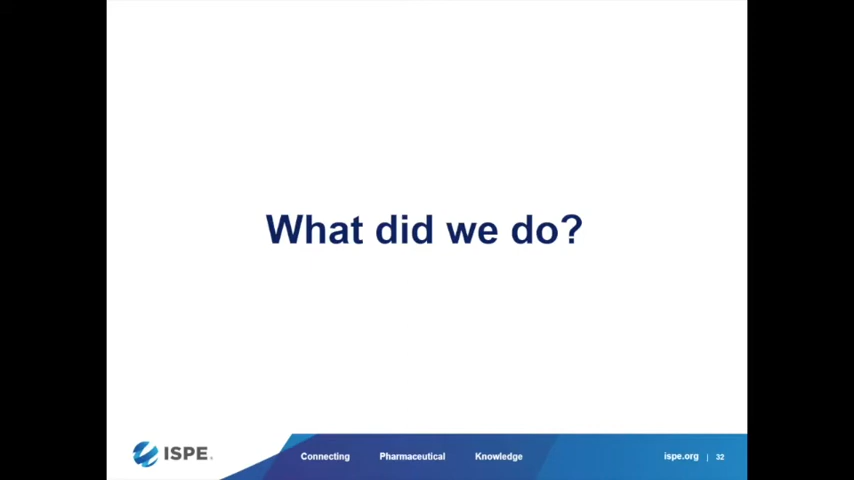 What did we do?
ISPE.
Connecting Pharmaceutical Knowledge
ispe.org | 32